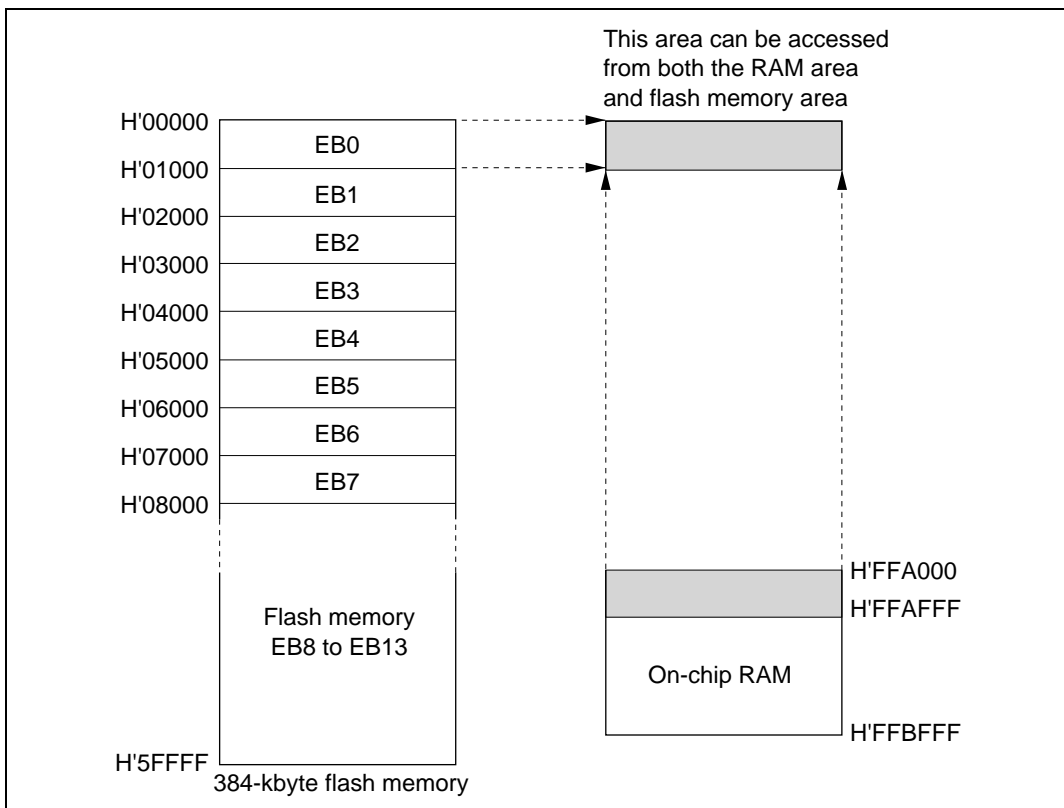 This area can be accessed
from both the RAM area
and flash memory area
H'00000
EB0
H'01000
EB1
H'02000
EB2
H'03000
EB3
H'04000
EB4
H'05000
EB5
H'06000
EB6
H'07000
EB7
H'08000
H'FFA000
H'FFAFFF
Flash memory
EB8 to EB13
On-chip RAM
H'FFBFFF
H'5FFFF
384-kbyte flash memory